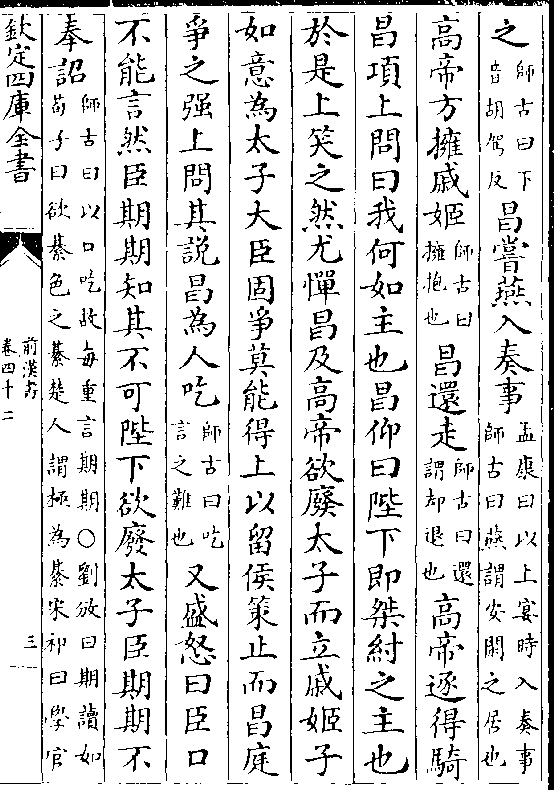 之師古曰下音胡駕反昌嘗燕入奏事孟康曰以上宴時入奏事師古曰燕謂安閑之居也
高帝方擁戚姬師古曰擁抱也昌還走師古曰還謂却退也高帝逐得騎
昌項上問曰我何如主也昌仰曰陛下即桀紂之主也
於是上笑之然尤憚昌及高帝欲廢太子而立戚姬子
如意為太子大臣固爭莫能得上以留侯策止而昌庭
爭之强上問其說昌為人吃師古曰吃言之難也又盛怒曰臣口
不能言然臣期期知其不可陛下欲廢太子臣期期不
奉詔師古曰以口吃故每重言期期○劉攽曰期讀如荀子曰欲綦色之綦楚人謂極為綦宋祁曰學官
欽定四庫全書
前漢書
卷四十二
三